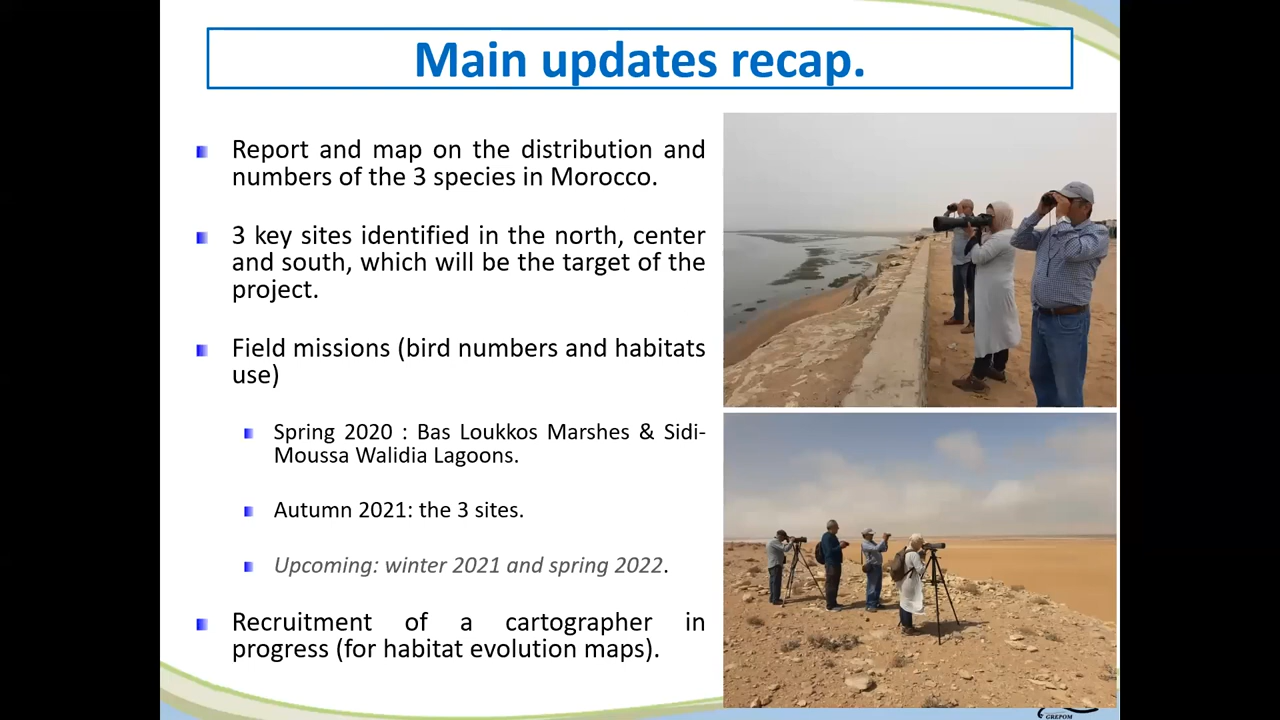 Main updates recap.
Report and map on the distribution and
numbers of the 3 species in Morocco.
3 key sites identified in the north, center
and south, which will be the target of the
project.
Field missions (bird numbers and habitats
use)
Spring 2020 : Bas Loukkos Marshes & Sidi-
Moussa Walidia Lagoons.
Autumn 2021: the 3 sites.
Upcoming: winter 2021 and spring 2022.
Recruitment of a cartographer in
progress (for habitat evolution maps).
GREPOM